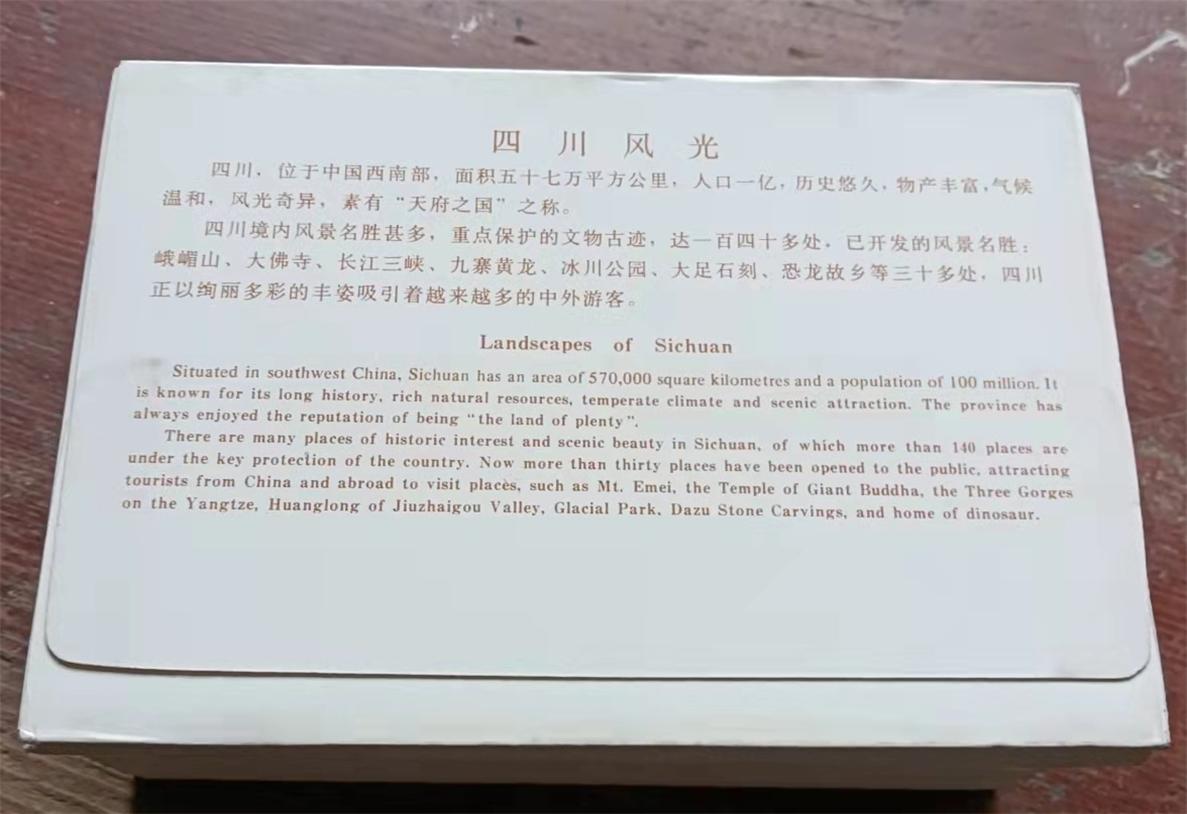 四 川 风 光
四川，位于中国西南部，面积五十七万平方公里，人口一亿，历史悠久，物产丰富，气候
温和，风光奇异，素有“天府之国”之称。
四川境内风景名胜甚多，重点保护的文物古迹，达一百四十多处，已开发的风景名胜：
峨嵋山、大佛寺、长江三峡、九寨黄龙、冰川公园、大足石刻、恐龙故乡等三十多处，四川
正以绚丽多彩的丰姿吸引着越来越多的中外游客。
Landscapes of Sichuan
Situated in southwest China, Sichuan has an area of 570,000 square kilometres and a population of 100 million. It
is known for its long history, rich natural resources, temperate climate and scenic attraction. The province has
always enjoyed the reputation of being “the land of plenty”.
There are many places of historic interest and scenic beauty in Sichuan, of which more than 140 places are
under the key protection of the country. Now more than thirty places have been opened to the public, attracting
tourists from China and abroad to visit places, such as Mt. Emei, the Temple of Giant Buddha, the Three Gorges
on the Yangtze, Huanglong of Jiuzhaigou Valley, Glacial Park, Dazu Stone Carvings, and home of dinosaur.